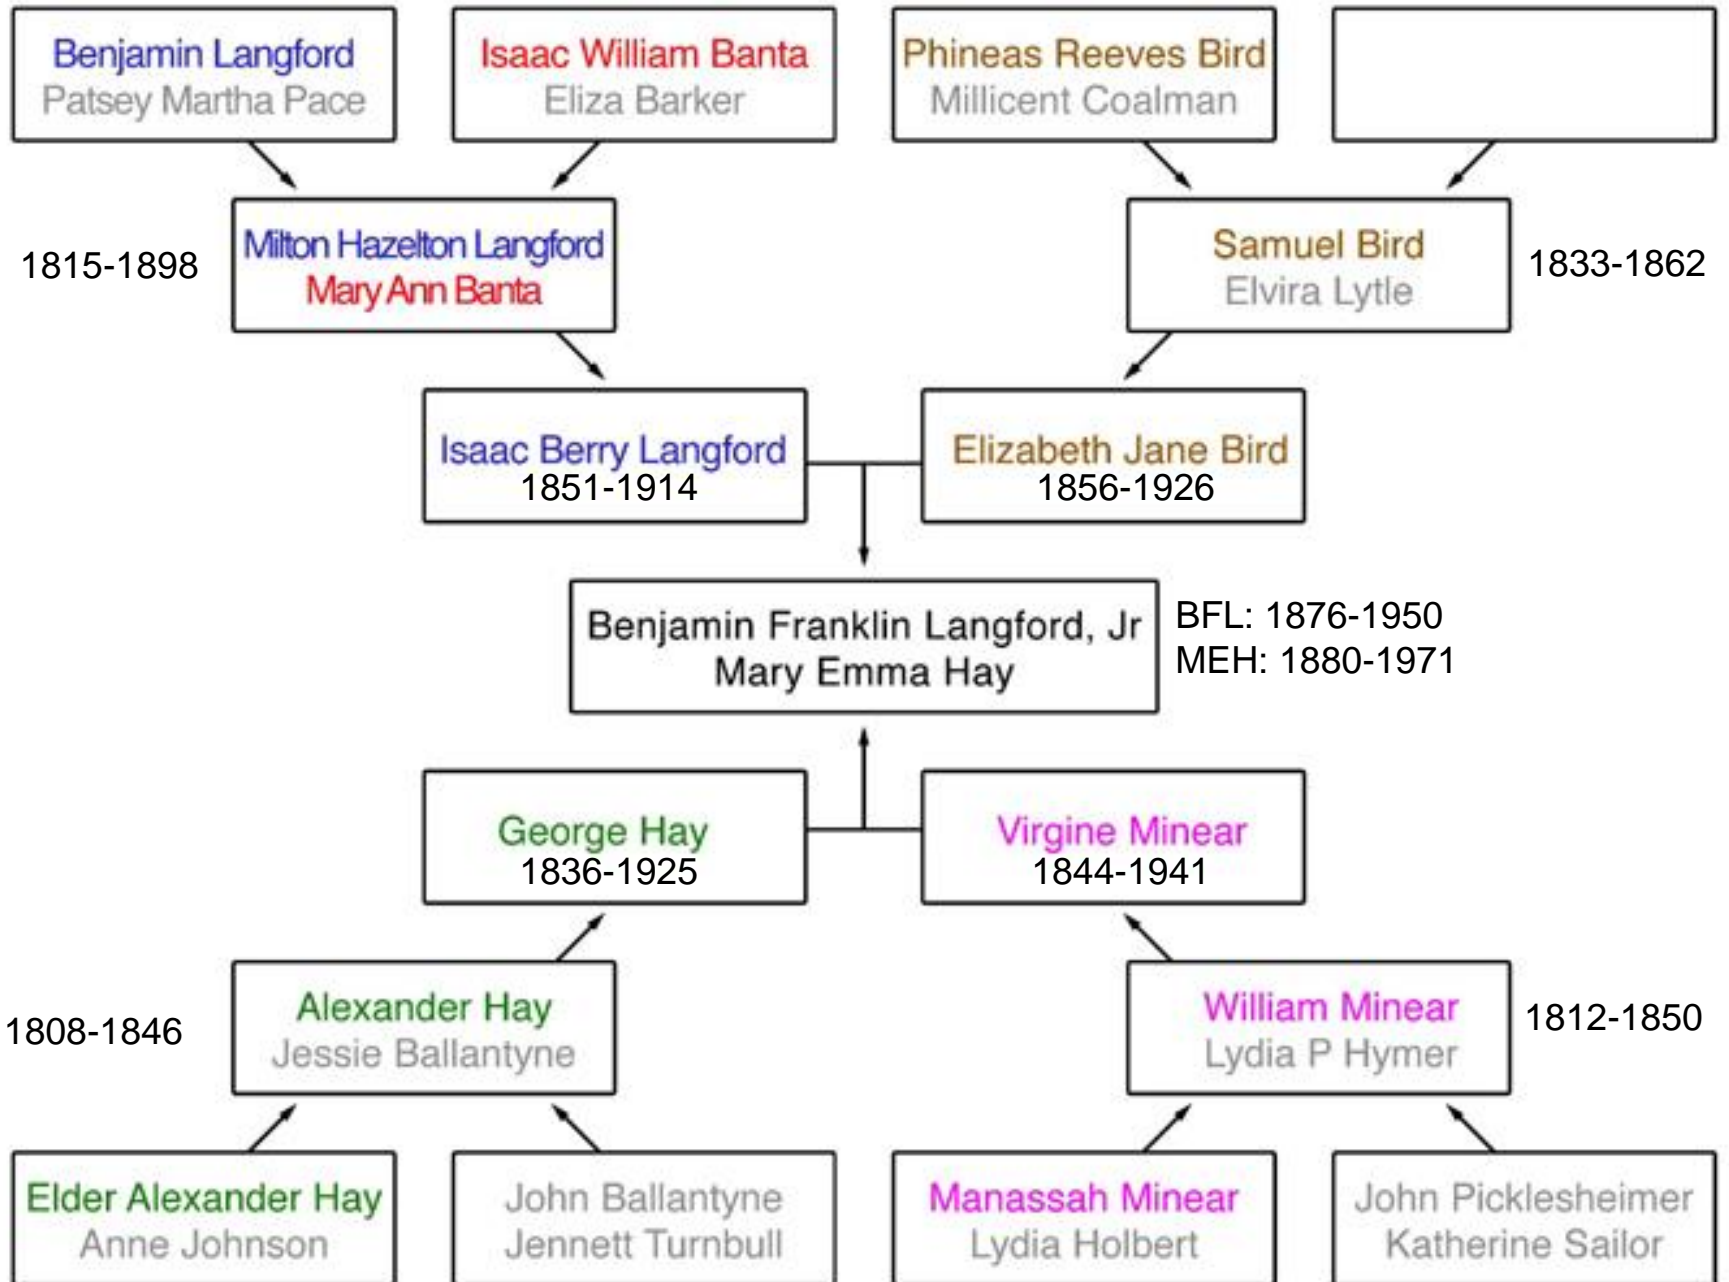 Benjamin Langford
Patsey Martha Pace
Isaac William Banta
Eliza Barker
Phineas Reeves Bird
Millicent Coalman
1815-1898
Milton Hazelton Langford
Mary Ann Banta
Samuel Bird
Elvira Lytle
1833-1862
Isaac Berry Langford
1851-1914
Elizabeth Jane Bird
1856-1926
Benjamin Franklin Langford, Jr
Mary Emma Hay
BFL: 1876-1950
MEH: 1880-1971
George Hay
1836-1925
Virgine Minear
1844-1941
1808-1846
Alexander Hay
Jessie Ballantyne
William Minear
Lydia P Hymer
1812-1850
Elder Alexander Hay
Anne Johnson
John Ballantyne
Jennett Turnbull
Manassah Minear
Lydia Holbert
John Picklesheimer
Katherine Sailor